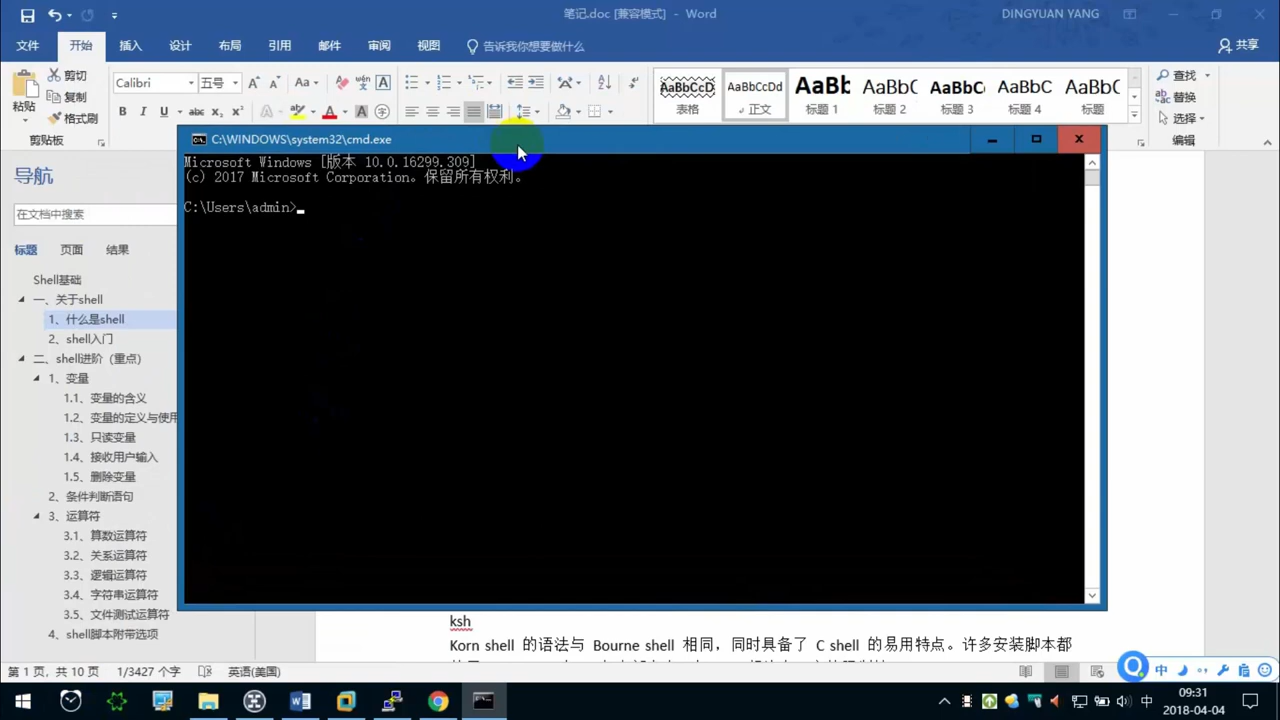 笔记.doc [兼容模式] - Word
DINGYUAN YANG
文件 开始 插入 设计 布局 引用 邮件 审阅 视图 告诉我你想要做什么 共享
粘贴 剪切 复制 格式刷
剪贴板
Calibri 五号
AaBbCcD 表格
AaBbCcDd 正文
AaBb 标题 1
AaBbC 标题 2
AaBbC 标题 3
AaBbC 标题 4
AaBbC 标题
查找
替换
选择
编辑
C:\WINDOWS\system32\cmd.exe
Microsoft Windows [版本 10.0.16299.309]
(c) 2017 Microsoft Corporation。保留所有权利。
C:\Users\admin>
导航
在文档中搜索
标题 页面 结果
Shell基础
一、关于shell
1、什么是shell
2、shell入门
二、shell进阶（重点）
1、变量
1.1、变量的含义
1.2、变量的定义与使用
1.3、只读变量
1.4、接收用户输入
1.5、删除变量
2、条件判断语句
3、运算符
3.1、算数运算符
3.2、关系运算符
3.3、逻辑运算符
3.4、字符串运算符
3.5、文件测试运算符
4、shell脚本附带选项
ksh
Korn shell 的语法与 Bourne shell 相同，同时具备了 C shell 的易用特点。许多安装脚本都
第 1 页，共 10 页 1/3427 个字 英语(美国)
中
中
09:31
2018-04-04